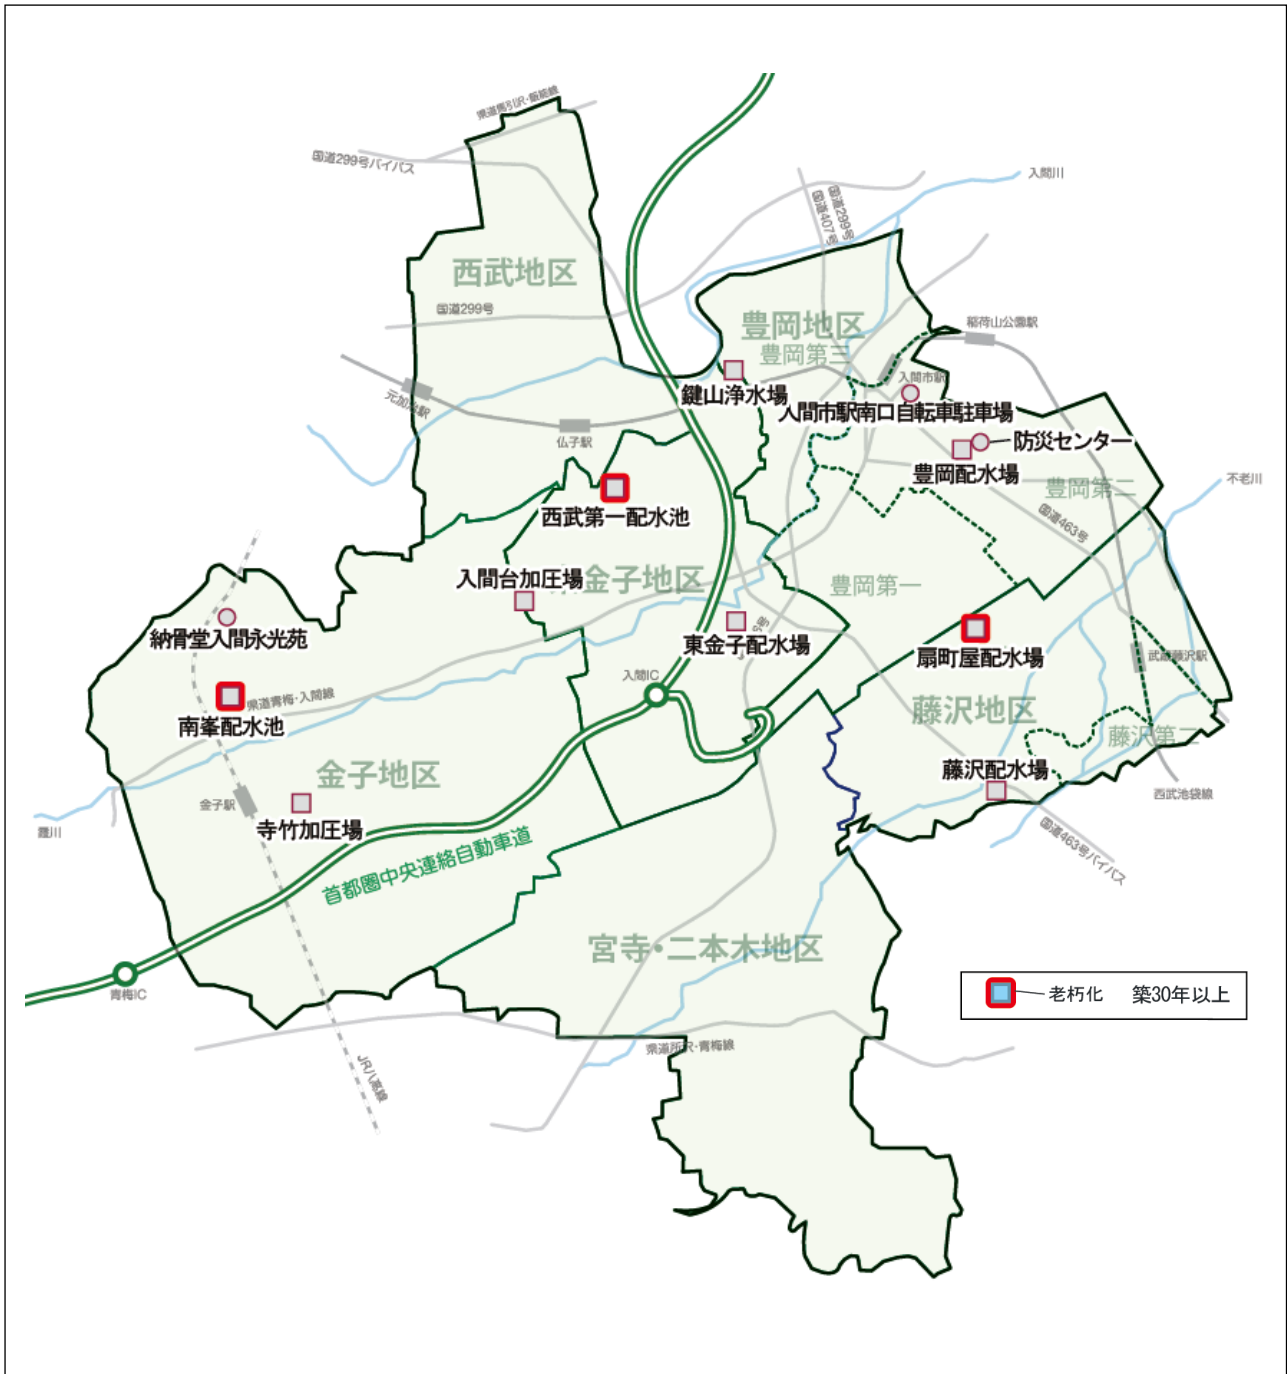 県道馬引沢・飯能線
国道299号バイパス
入間川
国道299号
国道407号
西武地区
国道299号
豊岡地区
豊岡第三
稲荷山公園駅
入間市駅
鍵山浄水場
入間市駅南口自転車駐車場
元加治駅
仏子駅
防災センター
豊岡配水場
豊岡第二
不老川
西武第一配水池
国道463号
入間台加圧場
金子地区
豊岡第一
納骨堂入間永光苑
東金子配水場
扇町屋配水場
武蔵藤沢駅
入間IC
県道青梅・入間線
南峯配水池
藤沢地区
藤沢第二
金子地区
藤沢配水場
西武池袋線
金子駅
寺竹加圧場
霞川
国道463号バイパス
首都圏中央連絡自動車道
宮寺・二本木地区
青梅IC
老朽化 築30年以上
県道所沢・青梅線
JR八高線